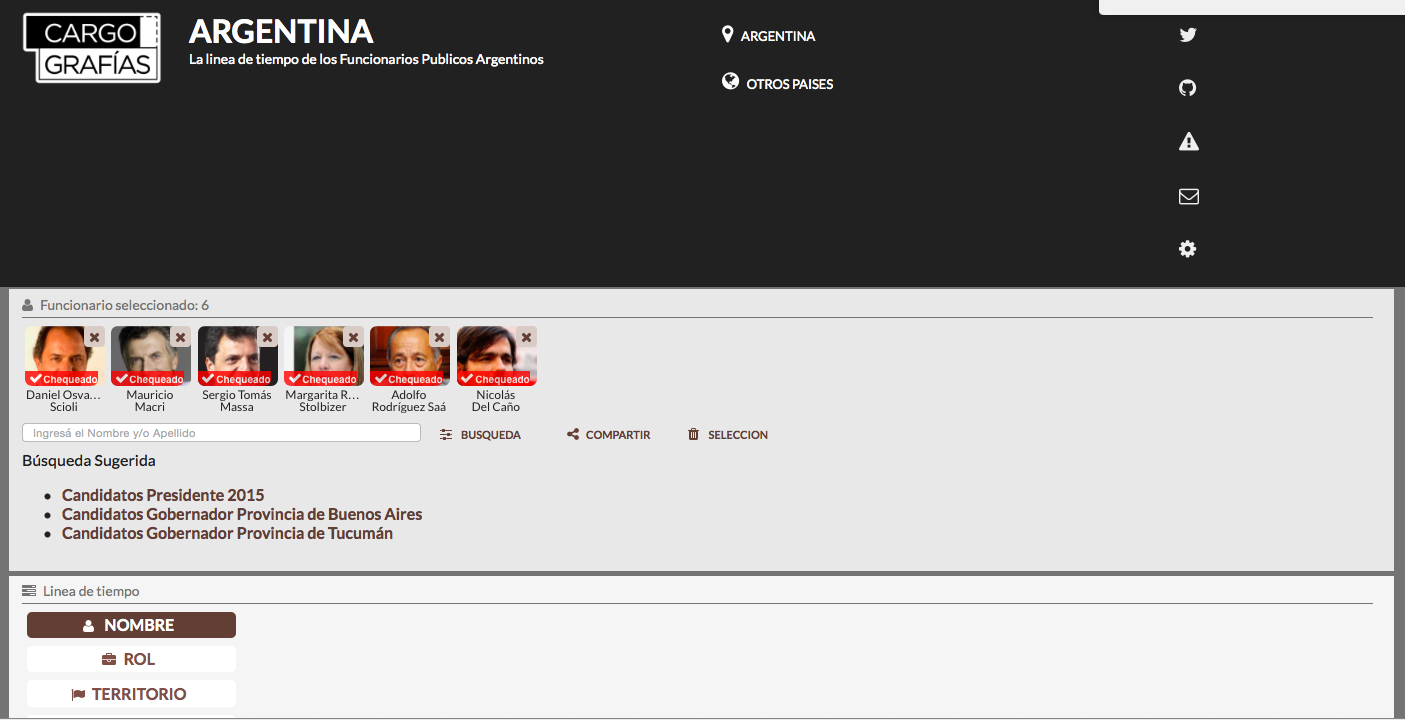 CARGO
GRAFÍAS
ARGENTINA
La linea de tiempo de los Funcionarios Publicos Argentinos
ARGENTINA
OTROS PAISES
Funcionario seleccionado: 6
Chequeado Chequeado Chequeado Chequeado Chequeado Chequeado
Daniel Osva... Mauricio Sergio Tomás Margarita R... Adolfo Nicolás
Scioli Macri Massa Stolbizer Rodríguez Saá Del Caño
Ingresá el Nombre y/o Apellido BUSQUEDA COMPARTIR SELECCION
Búsqueda Sugerida
Candidatos Presidente 2015
Candidatos Gobernador Provincia de Buenos Aires
Candidatos Gobernador Provincia de Tucumán
Linea de tiempo
NOMBRE
ROL
TERRITORIO